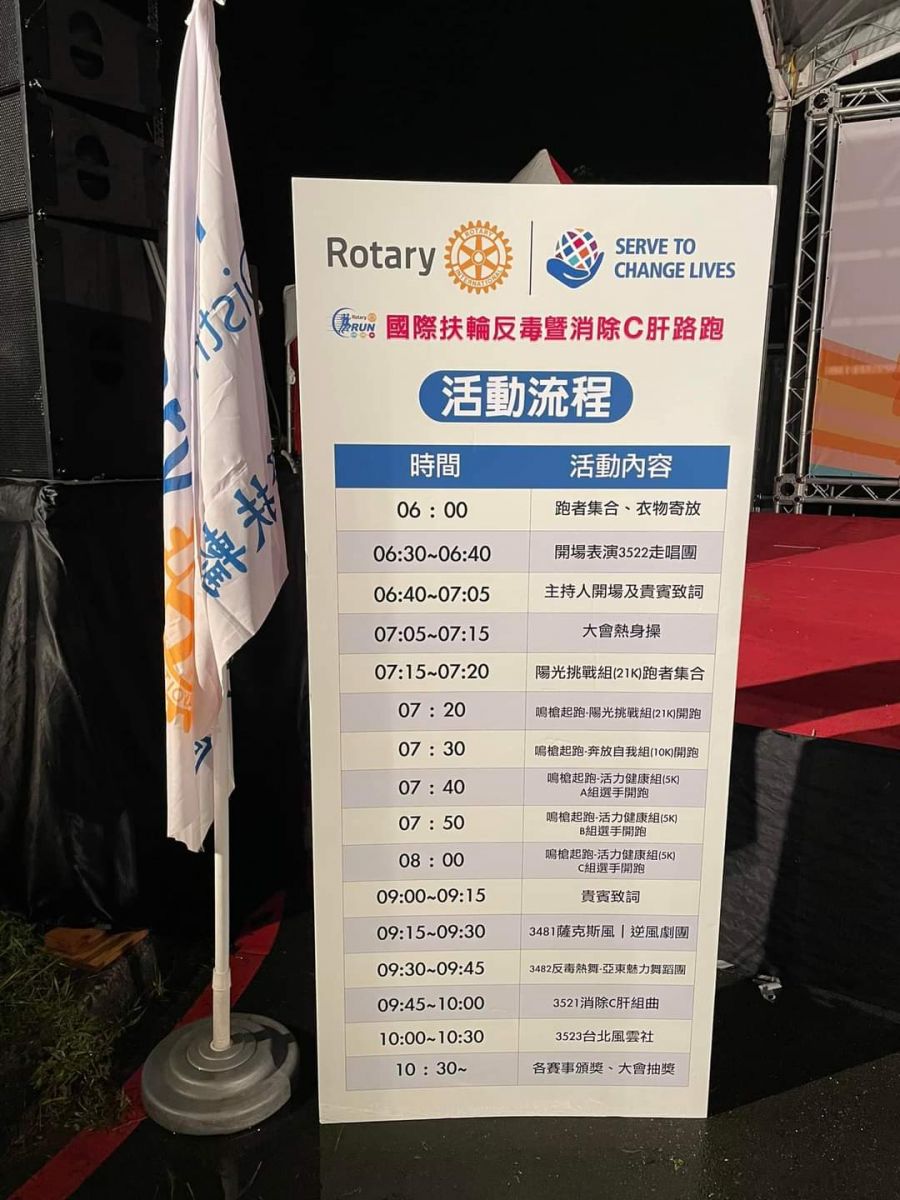 Rotary
ROTARY
INTERNATIONAL
SERVE TO
CHANGE LIVES
Rotary
RUN
國際扶輪反毒暨消除C肝路跑
活動流程
時間 活動內容
06：00 跑者集合、衣物寄放
06:30~06:40 開場表演3522走唱團
06:40~07:05 主持人開場及貴賓致詞
07:05~07:15 大會熱身操
07:15~07:20 陽光挑戰組(21K)跑者集合
07：20 鳴槍起跑-陽光挑戰組(21K)開跑
07：30 鳴槍起跑-奔放自我組(10K)開跑
07：40 鳴槍起跑-活力健康組(5K)
A組選手開跑
07：50 鳴槍起跑-活力健康組(5K)
B組選手開跑
08：00 鳴槍起跑-活力健康組(5K)
C組選手開跑
09:00~09:15 貴賓致詞
09:15~09:30 3481薩克斯風｜逆風劇團
09:30~09:45 3482反毒熱舞-亞東魅力舞蹈團
09:45~10:00 3521消除C肝組曲
10:00~10:30 3523台北風雲社
10：30~ 各賽事頒獎、大會抽獎